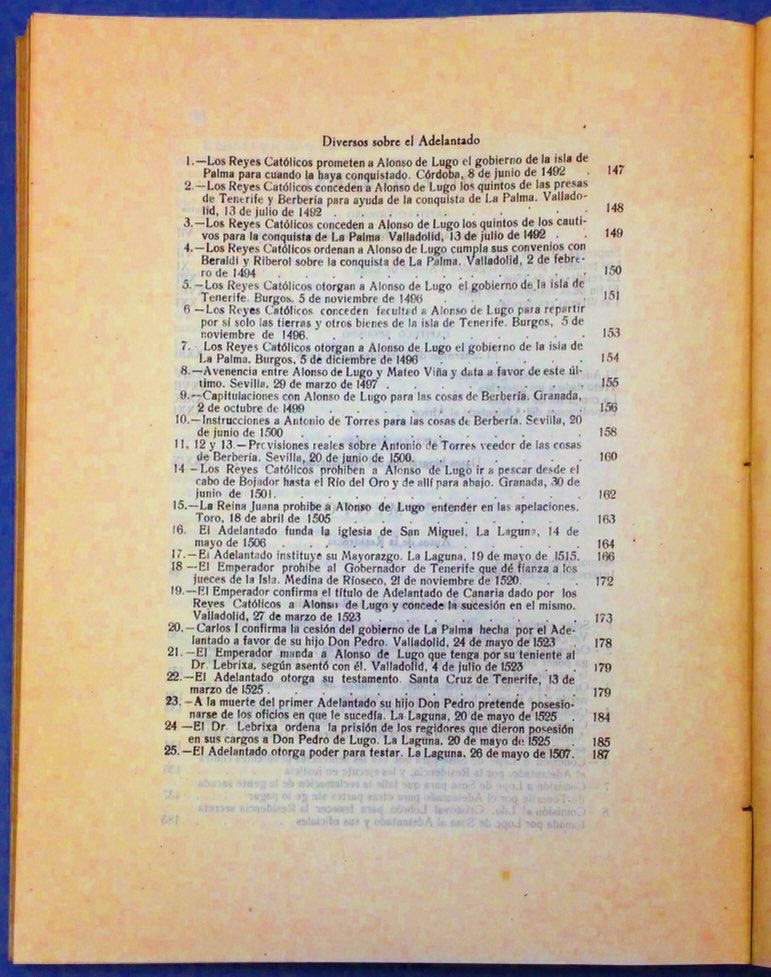 Diversos sobre el Adelantado
1.—Los Reyes Católicos prometen a Alonso de Lugo el gobierno de la isla de
Palma para cuando la haya conquistado. Córdoba, 8 de junio de 1492 . 147
2.—Los Reyes Católicos conceden a Alonso de Lugo los quintos de las presas
de Tenerife y Berbería para ayuda de la conquista de La Palma. Vallado-
lid, 13 de julio de 1492 . . . . . . . . . 148
3.—Los Reyes Católicos conceden a Alonso de Lugo los quintos de los cauti-
vos para la conquista de La Palma. Valladolid, 13 de julio de 1492 . . 149
4.—Los Reyes Católicos ordenan a Alonso de Lugo cumpla sus convenios con
Beraldi y Riberol sobre la conquista de La Palma. Valladolid, 2 de febre-
ro de 1494 . . . . . . . . . . . 150
5.—Los Reyes Católicos otorgan a Alonso de Lugo el gobierno de la isla de
Tenerife. Burgos, 5 de noviembre de 1496 . . . . . 151
6 —Los Reyes Católicos conceden facultad a Alonso de Lugo para repartir
por sí solo las tierras y otros bienes de la isla de Tenerife. Burgos, 5 de
noviembre de 1496. . . . . . . . . . 153
7. Los Reyes Católicos otorgan a Alonso de Lugo el gobierno de la isla de
La Palma. Burgos, 5 de diciembre de 1496 . . . . . 154
8.—Avenencia entre Alonso de Lugo y Mateo Viña y data a favor de este úl-
timo. Sevilla, 29 de marzo de 1497 . . . . . . . 155
9.—Capitulaciones con Alonso de Lugo para las cosas de Berbería. Granada,
2 de octubre de 1499 . . . . . . . . . 156
10.—Instrucciones a Antonio de Torres para las cosas de Berbería. Sevilla, 20
de junio de 1500 . . . . . . . . . . 158
11, 12 y 13.—Provisiones reales sobre Antonio de Torres veedor de las cosas
de Berbería. Sevilla, 20 de junio de 1500. . . . . . 160
14 —Los Reyes Católicos prohiben a Alonso de Lugo ir a pescar desde el
cabo de Bojador hasta el Río del Oro y de allí para abajo. Granada, 30 de
junio de 1501. . . . . . . . . . . 162
15.—La Reina Juana prohibe a Alonso de Lugo entender en las apelaciones.
Toro, 18 de abril de 1505 . . . . . . . . 163
16. El Adelantado funda la iglesia de San Miguel, La Laguna, 14 de
mayo de 1506 . . . . . . . . . . 164
17.—El Adelantado instituye su Mayorazgo. La Laguna, 19 de mayo de 1515. 166
18 —El Emperador prohibe al Gobernador de Tenerife que dé fianza a los
jueces de la Isla. Medina de Ríoseco, 21 de noviembre de 1520. . . 172
19.—El Emperador confirma el título de Adelantado de Canaria dado por los
Reyes Católicos a Alonso de Lugo y concede la sucesión en el mismo.
Valladolid, 27 de marzo de 1523 . . . . . . . 173
20.—Carlos I confirma la cesión del gobierno de La Palma hecha por el Ade-
lantado a favor de su hijo Don Pedro. Valladolid, 24 de mayo de 1523 . 178
21.—El Emperador manda a Alonso de Lugo que tenga por su teniente al
Dr. Lebrixa, según asentó con él. Valladolid, 4 de julio de 1523 . . 179
22.—El Adelantado otorga su testamento. Santa Cruz de Tenerife, 13 de
marzo de 1525 . . . . . . . . . . 179
23. —A la muerte del primer Adelantado su hijo Don Pedro pretende posesio-
narse de los oficios en que le sucedía. La Laguna, 20 de mayo de 1525 . 184
24 —El Dr. Lebrixa ordena la prisión de los regidores que dieron posesión
en sus cargos a Don Pedro de Lugo. La Laguna, 20 de mayo de 1525 . 185
25.—El Adelantado otorga poder para testar. La Laguna, 26 de mayo de 1507. 187